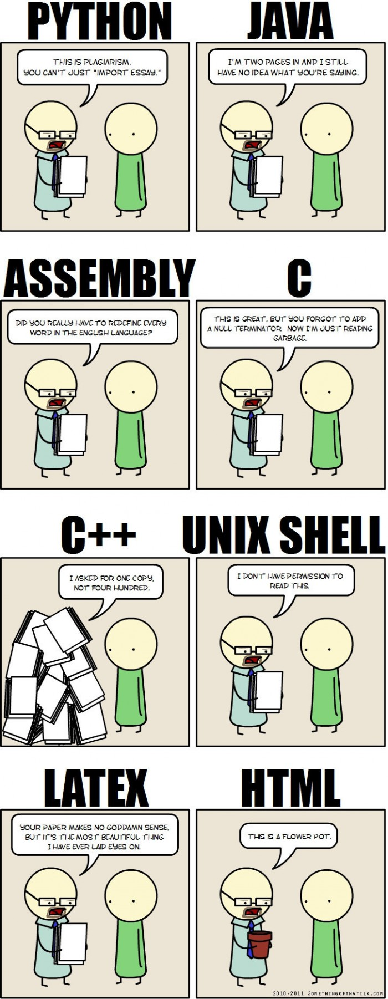 PYTHON
JAVA
THIS IS PLAGIARISM.
YOU CAN'T JUST "IMPORT ESSAY."
I'M TWO PAGES IN AND I STILL
HAVE NO IDEA WHAT YOU'RE SAYING.
ASSEMBLY
C
DID YOU REALLY HAVE TO REDEFINE EVERY
WORD IN THE ENGLISH LANGUAGE?
THIS IS GREAT, BUT YOU FORGOT TO ADD
A NULL TERMINATOR. NOW I'M JUST READING
GARBAGE.
C++
UNIX SHELL
I ASKED FOR ONE COPY,
NOT FOUR HUNDRED.
I DON'T HAVE PERMISSION TO
READ THIS.
LATEX
HTML
YOUR PAPER MAKES NO GODDAMN SENSE,
BUT IT'S THE MOST BEAUTIFUL THING
I HAVE EVER LAID EYES ON.
THIS IS A FLOWER POT.
2010-2011 SOMETHINGOFTHATILK.COM